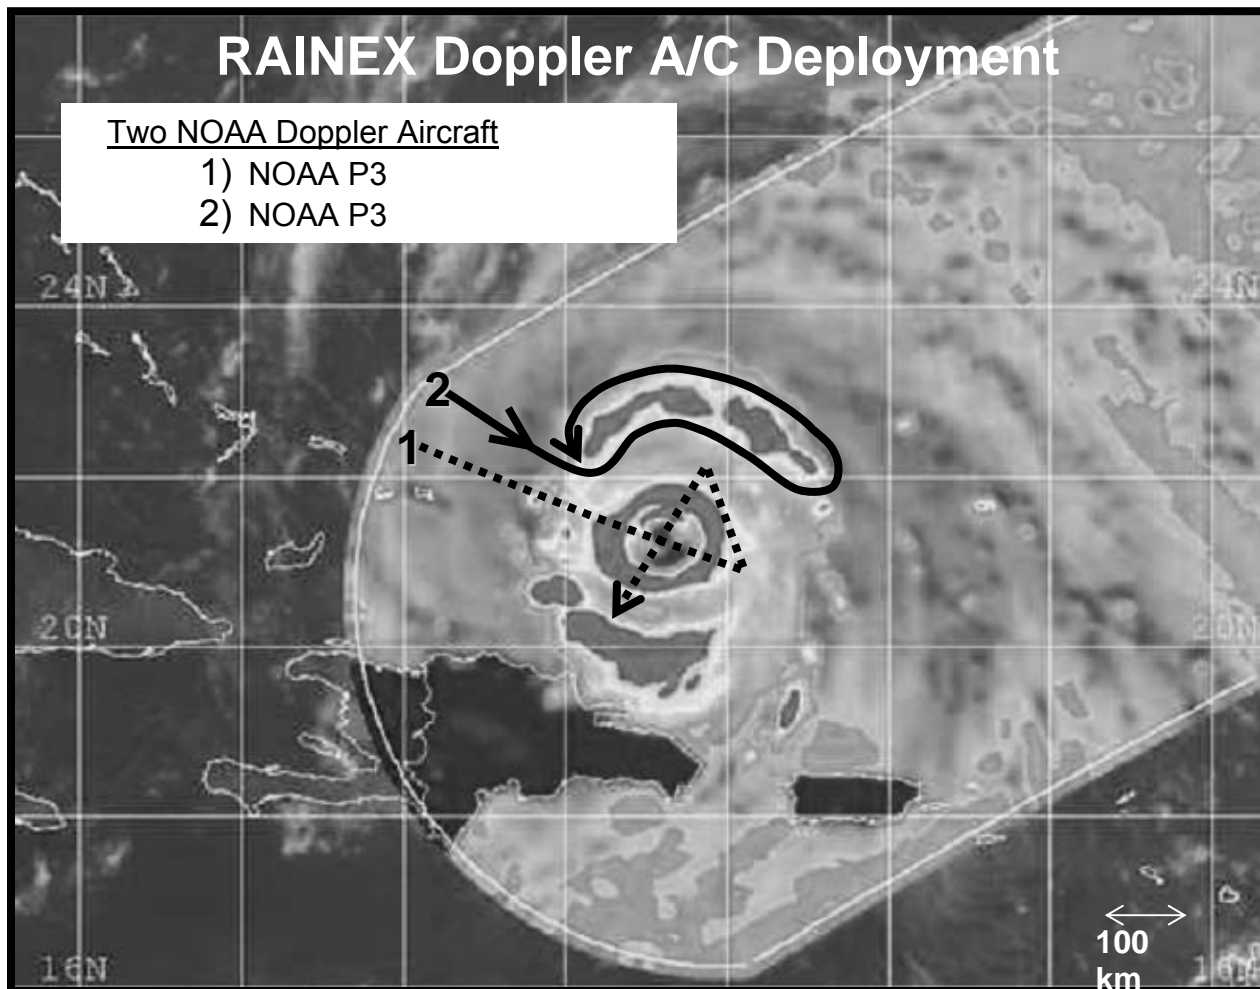 RAINEX Doppler A/C Deployment
Two NOAA Doppler Aircraft
1) NOAA P3
2) NOAA P3
24N
24N
2
1
20N
20N
100
km
16N
16N